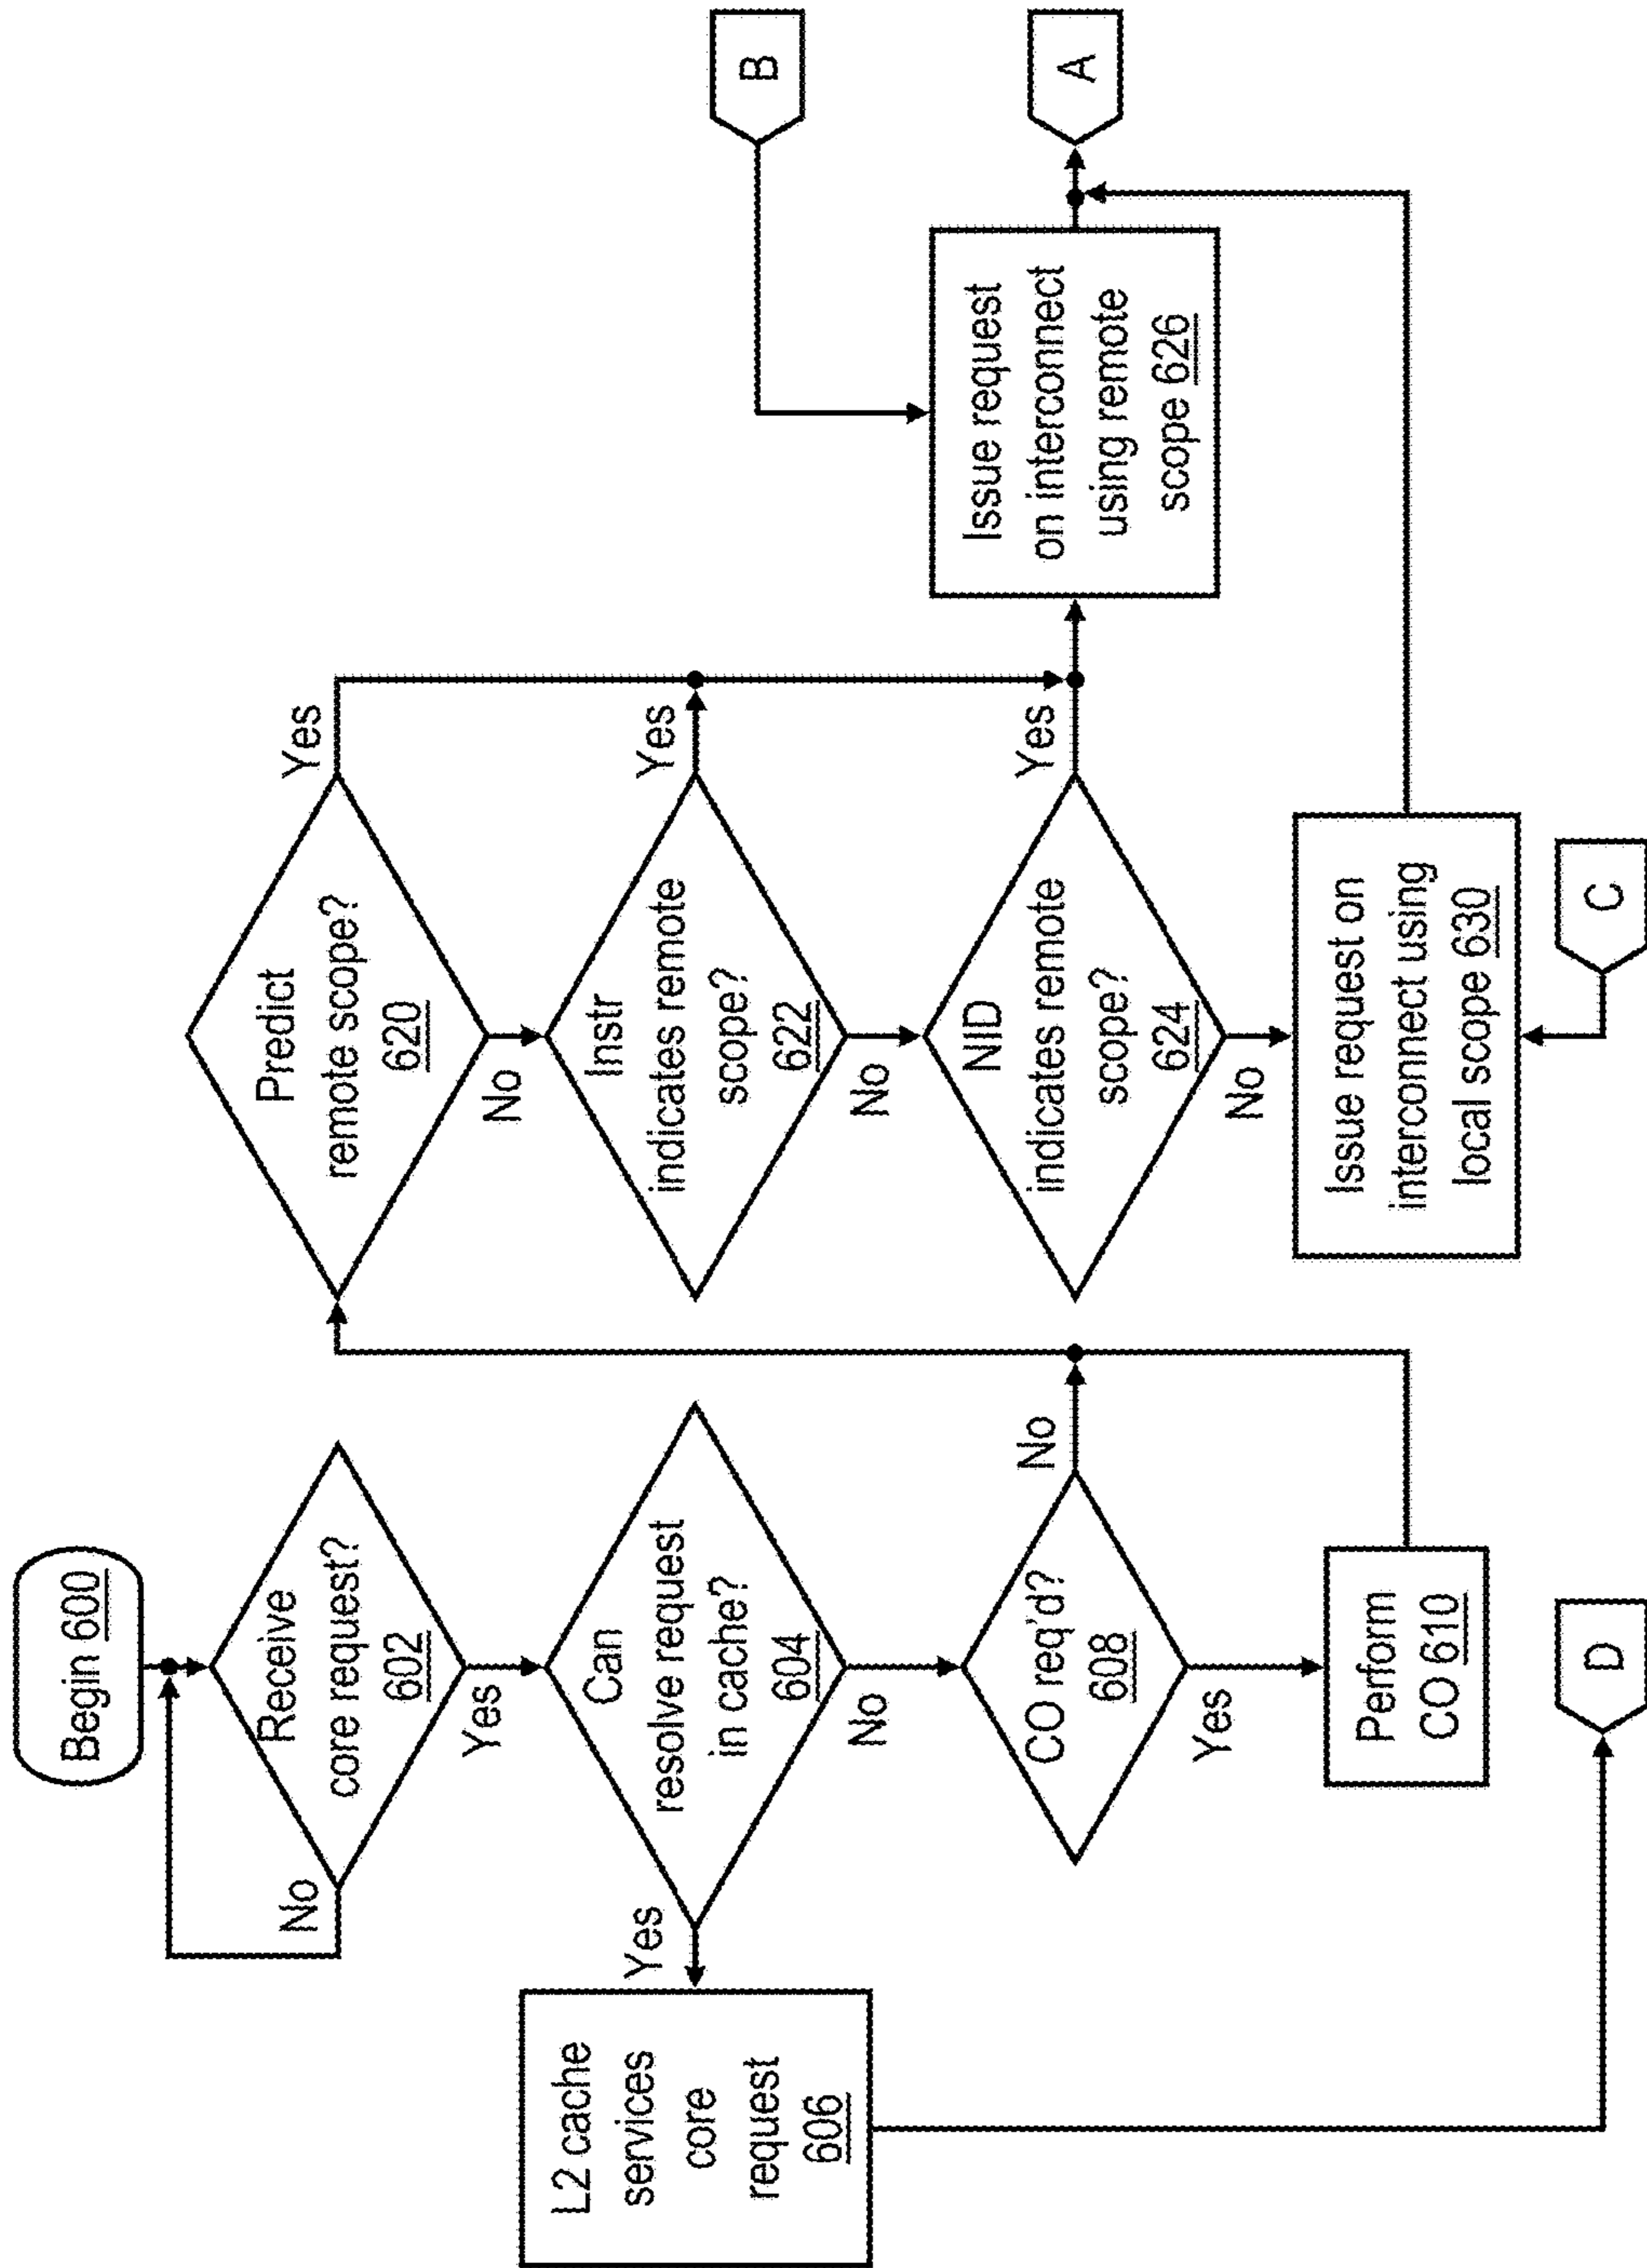 Begin 600
Receive
core request?
602
No
Yes
Can
resolve request
in cache?
604
Yes
No
L2 cache
services
core
request
606
CO req'd?
608
No
Yes
Perform
CO 610
D
Predict
remote scope?
620
Yes
No
Instr
indicates remote
scope?
622
Yes
No
NID
indicates remote
scope?
624
Yes
No
Issue request on
interconnect using
local scope 630
C
B
Issue request
on interconnect
using remote
scope 626
A